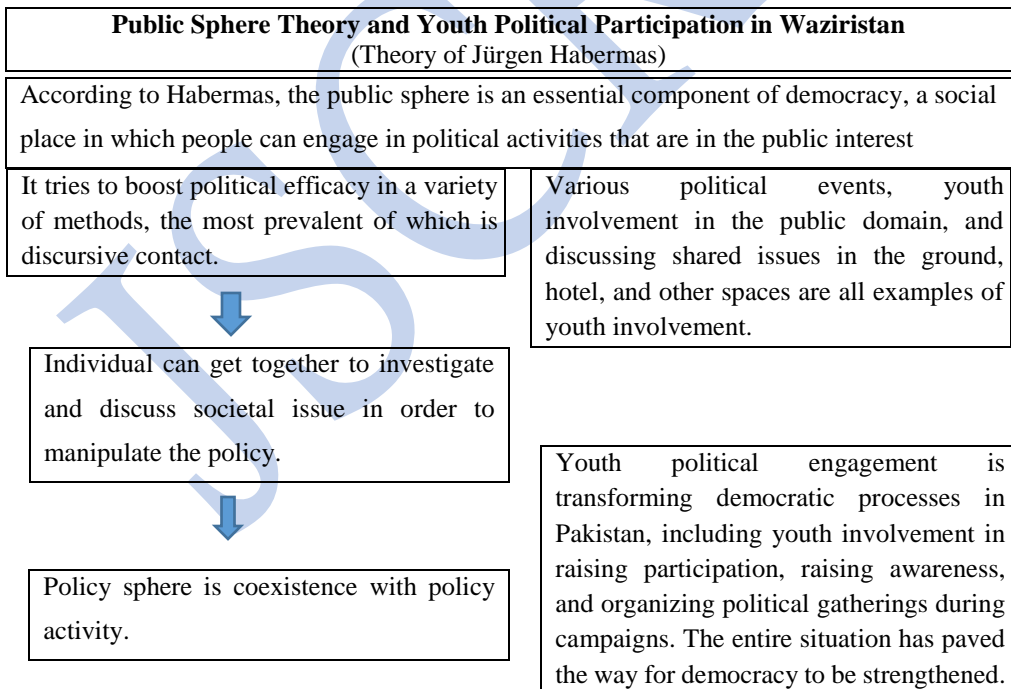 Public Sphere Theory and Youth Political Participation in Waziristan
(Theory of Jürgen Habermas)
According to Habermas, the public sphere is an essential component of democracy, a social
place in which people can engage in political activities that are in the public interest
It tries to boost political efficacy in a variety
of methods, the most prevalent of which is
discursive contact.
Various political events, youth
involvement in the public domain, and
discussing shared issues in the ground,
hotel, and other spaces are all examples of
youth involvement.
Individual can get together to investigate
and discuss societal issue in order to
manipulate the policy.
Youth political engagement is
transforming democratic processes in
Pakistan, including youth involvement in
raising participation, raising awareness,
and organizing political gatherings during
campaigns. The entire situation has paved
the way for democracy to be strengthened.
Policy sphere is coexistence with policy
activity.